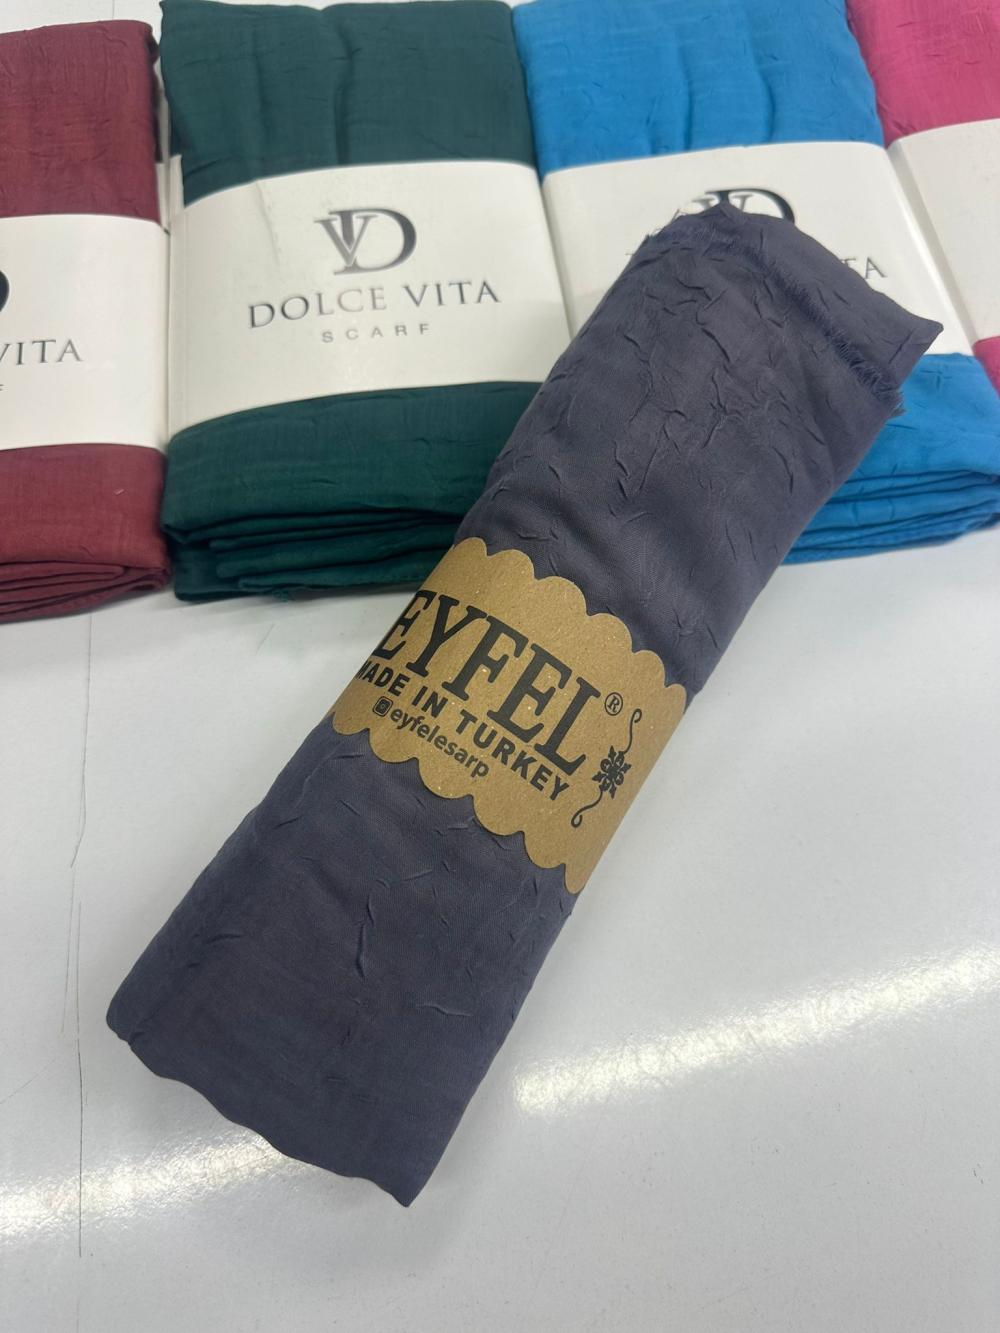 VD
DOLCE VITA
SCARF
VITA
EYFEL®
MADE IN TURKEY
eyfelesarp